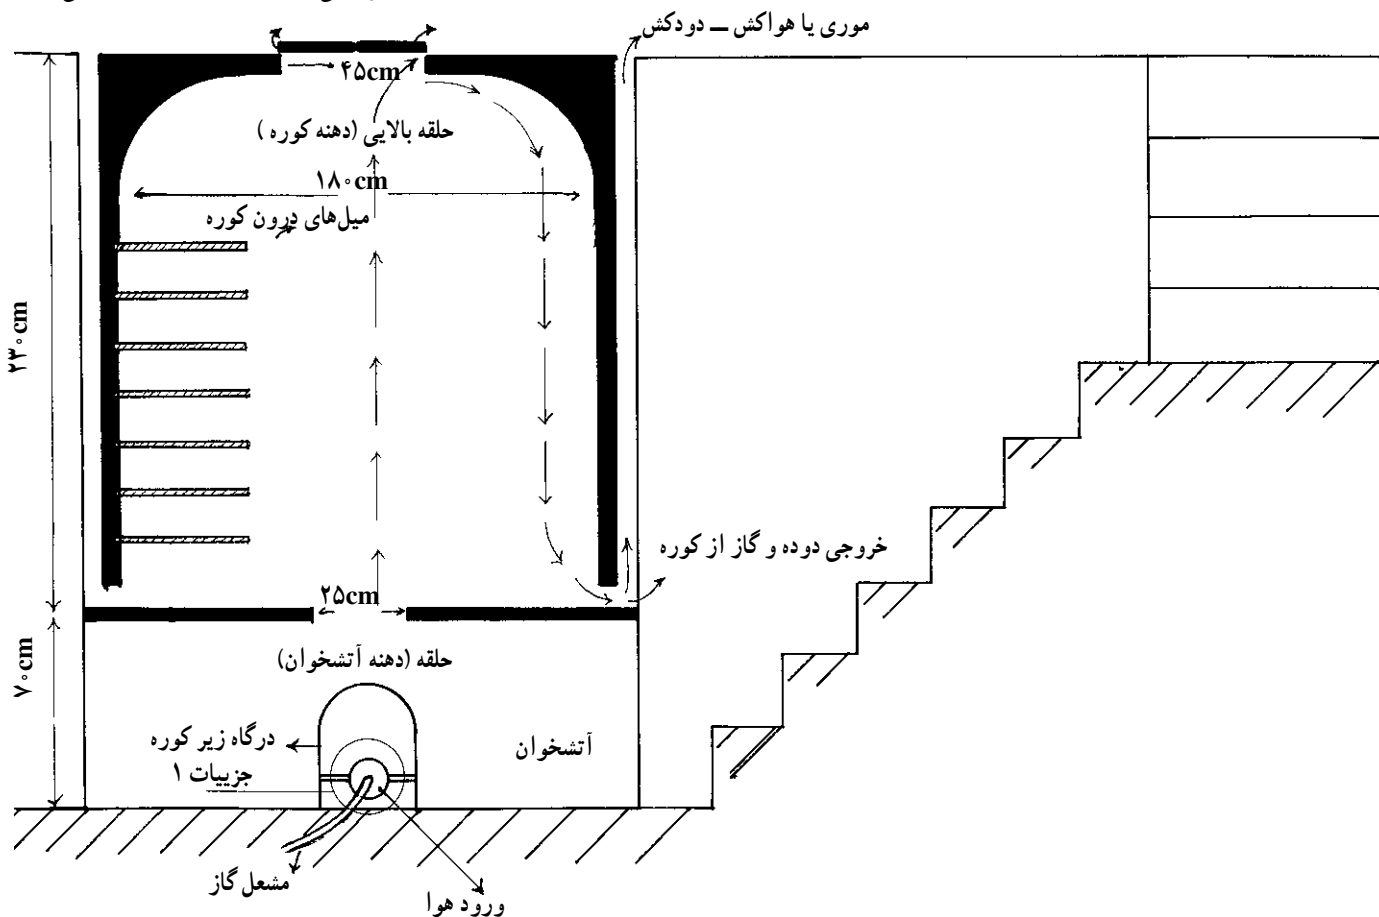 موری یا هواکش ــ دودکش
۴۵cm
حلقه بالایی (دهنه کوره )
۱۸۰cm
میل‌های درون کوره
۲۳۰cm
خروجی دوده و گاز از کوره
۲۵cm
حلقه (دهنه آتشخوان)
۷۰cm
درگاه زیر کوره
آتشخوان
جزییات ۱
مشعل گاز
ورود هوا